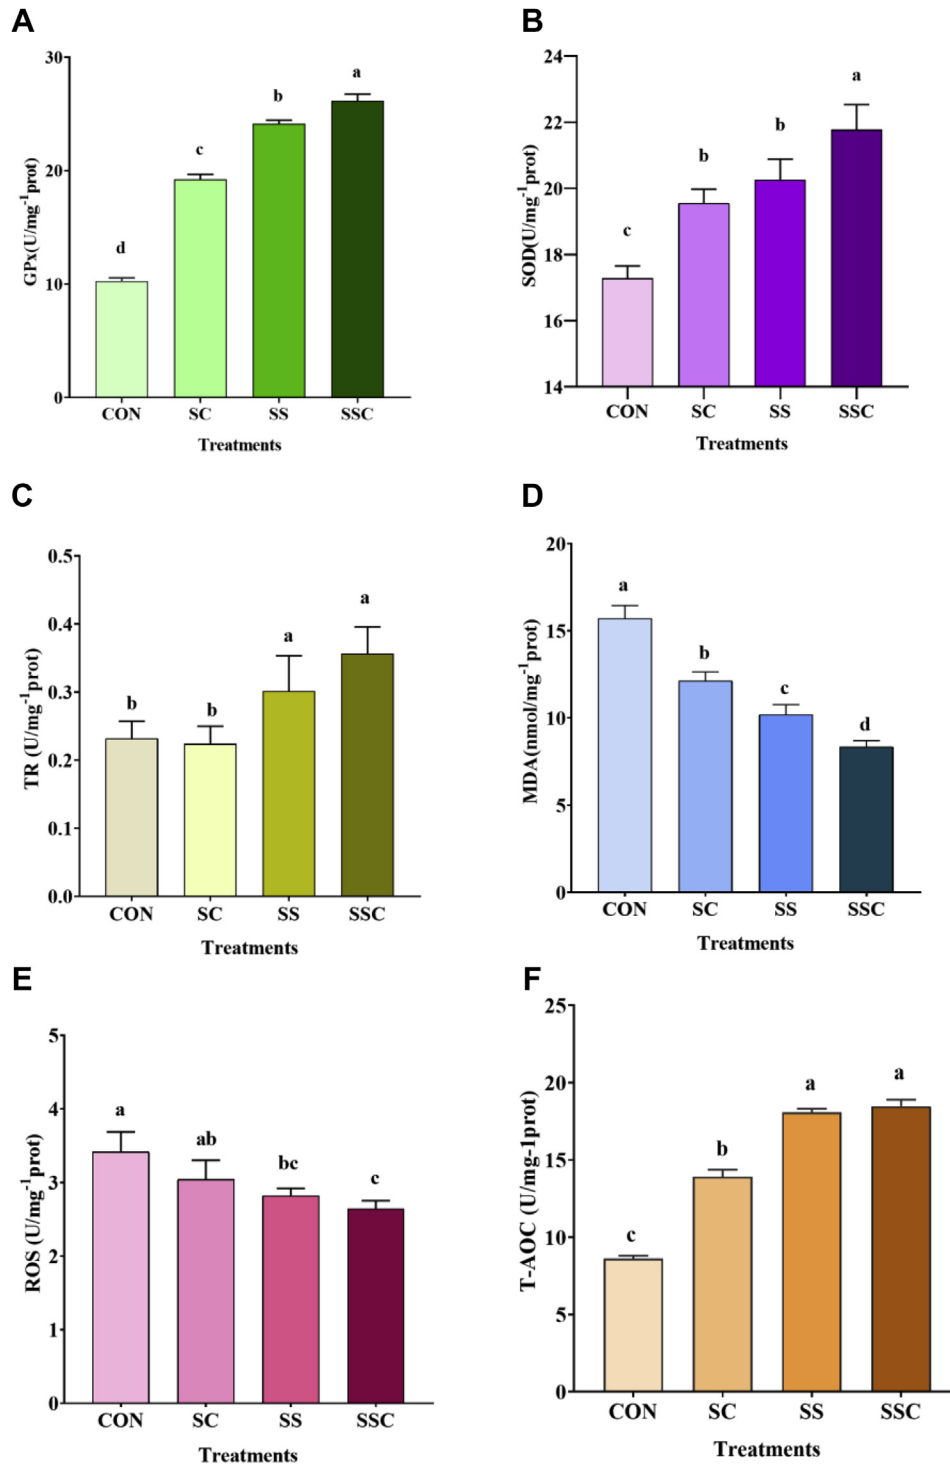 A
GPx(U/mg⁻¹prot)
30
20
10
0
d
c
b
a
CON SC SS SSC
Treatments
B
SOD(U/mg⁻¹prot)
24
22
20
18
16
14
c
b
b
a
CON SC SS SSC
Treatments
C
TR (U/mg⁻¹prot)
0.5
0.4
0.3
0.2
0.1
0.0
b
b
a
a
CON SC SS SSC
Treatments
D
MDA(nmol/mg⁻¹prot)
20
15
10
5
0
a
b
c
d
CON SC SS SSC
Treatments
E
ROS (U/mg⁻¹prot)
5
4
3
2
1
0
a
ab
bc
c
CON SC SS SSC
Treatments
F
T-AOC (U/mg-1prot)
25
20
15
10
5
0
c
b
a
a
CON SC SS SSC
Treatments